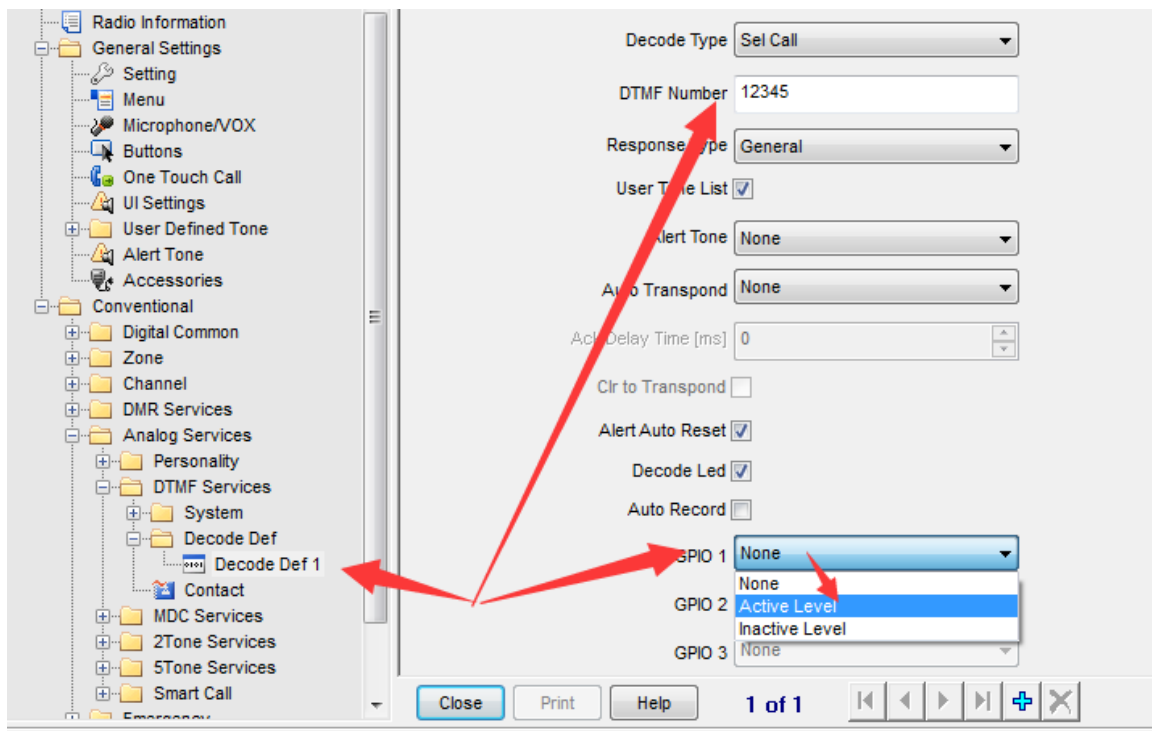 Radio Information
General Settings
Setting
Menu
Microphone/VOX
Buttons
One Touch Call
UI Settings
User Defined Tone
Alert Tone
Accessories
Conventional
Digital Common
Zone
Channel
DMR Services
Analog Services
Personality
DTMF Services
System
Decode Def
Decode Def 1
Contact
MDC Services
2Tone Services
5Tone Services
Smart Call
Emergency
Decode Type Sel Call
DTMF Number 12345
Response Type General
User Tone List
Alert Tone None
Auto Transpond None
Ack Delay Time [ms] 0
Clr to Transpond
Alert Auto Reset
Decode Led
Auto Record
GPIO 1 None
None
GPIO 2 Active Level
Inactive Level
GPIO 3 None
Close Print Help 1 of 1